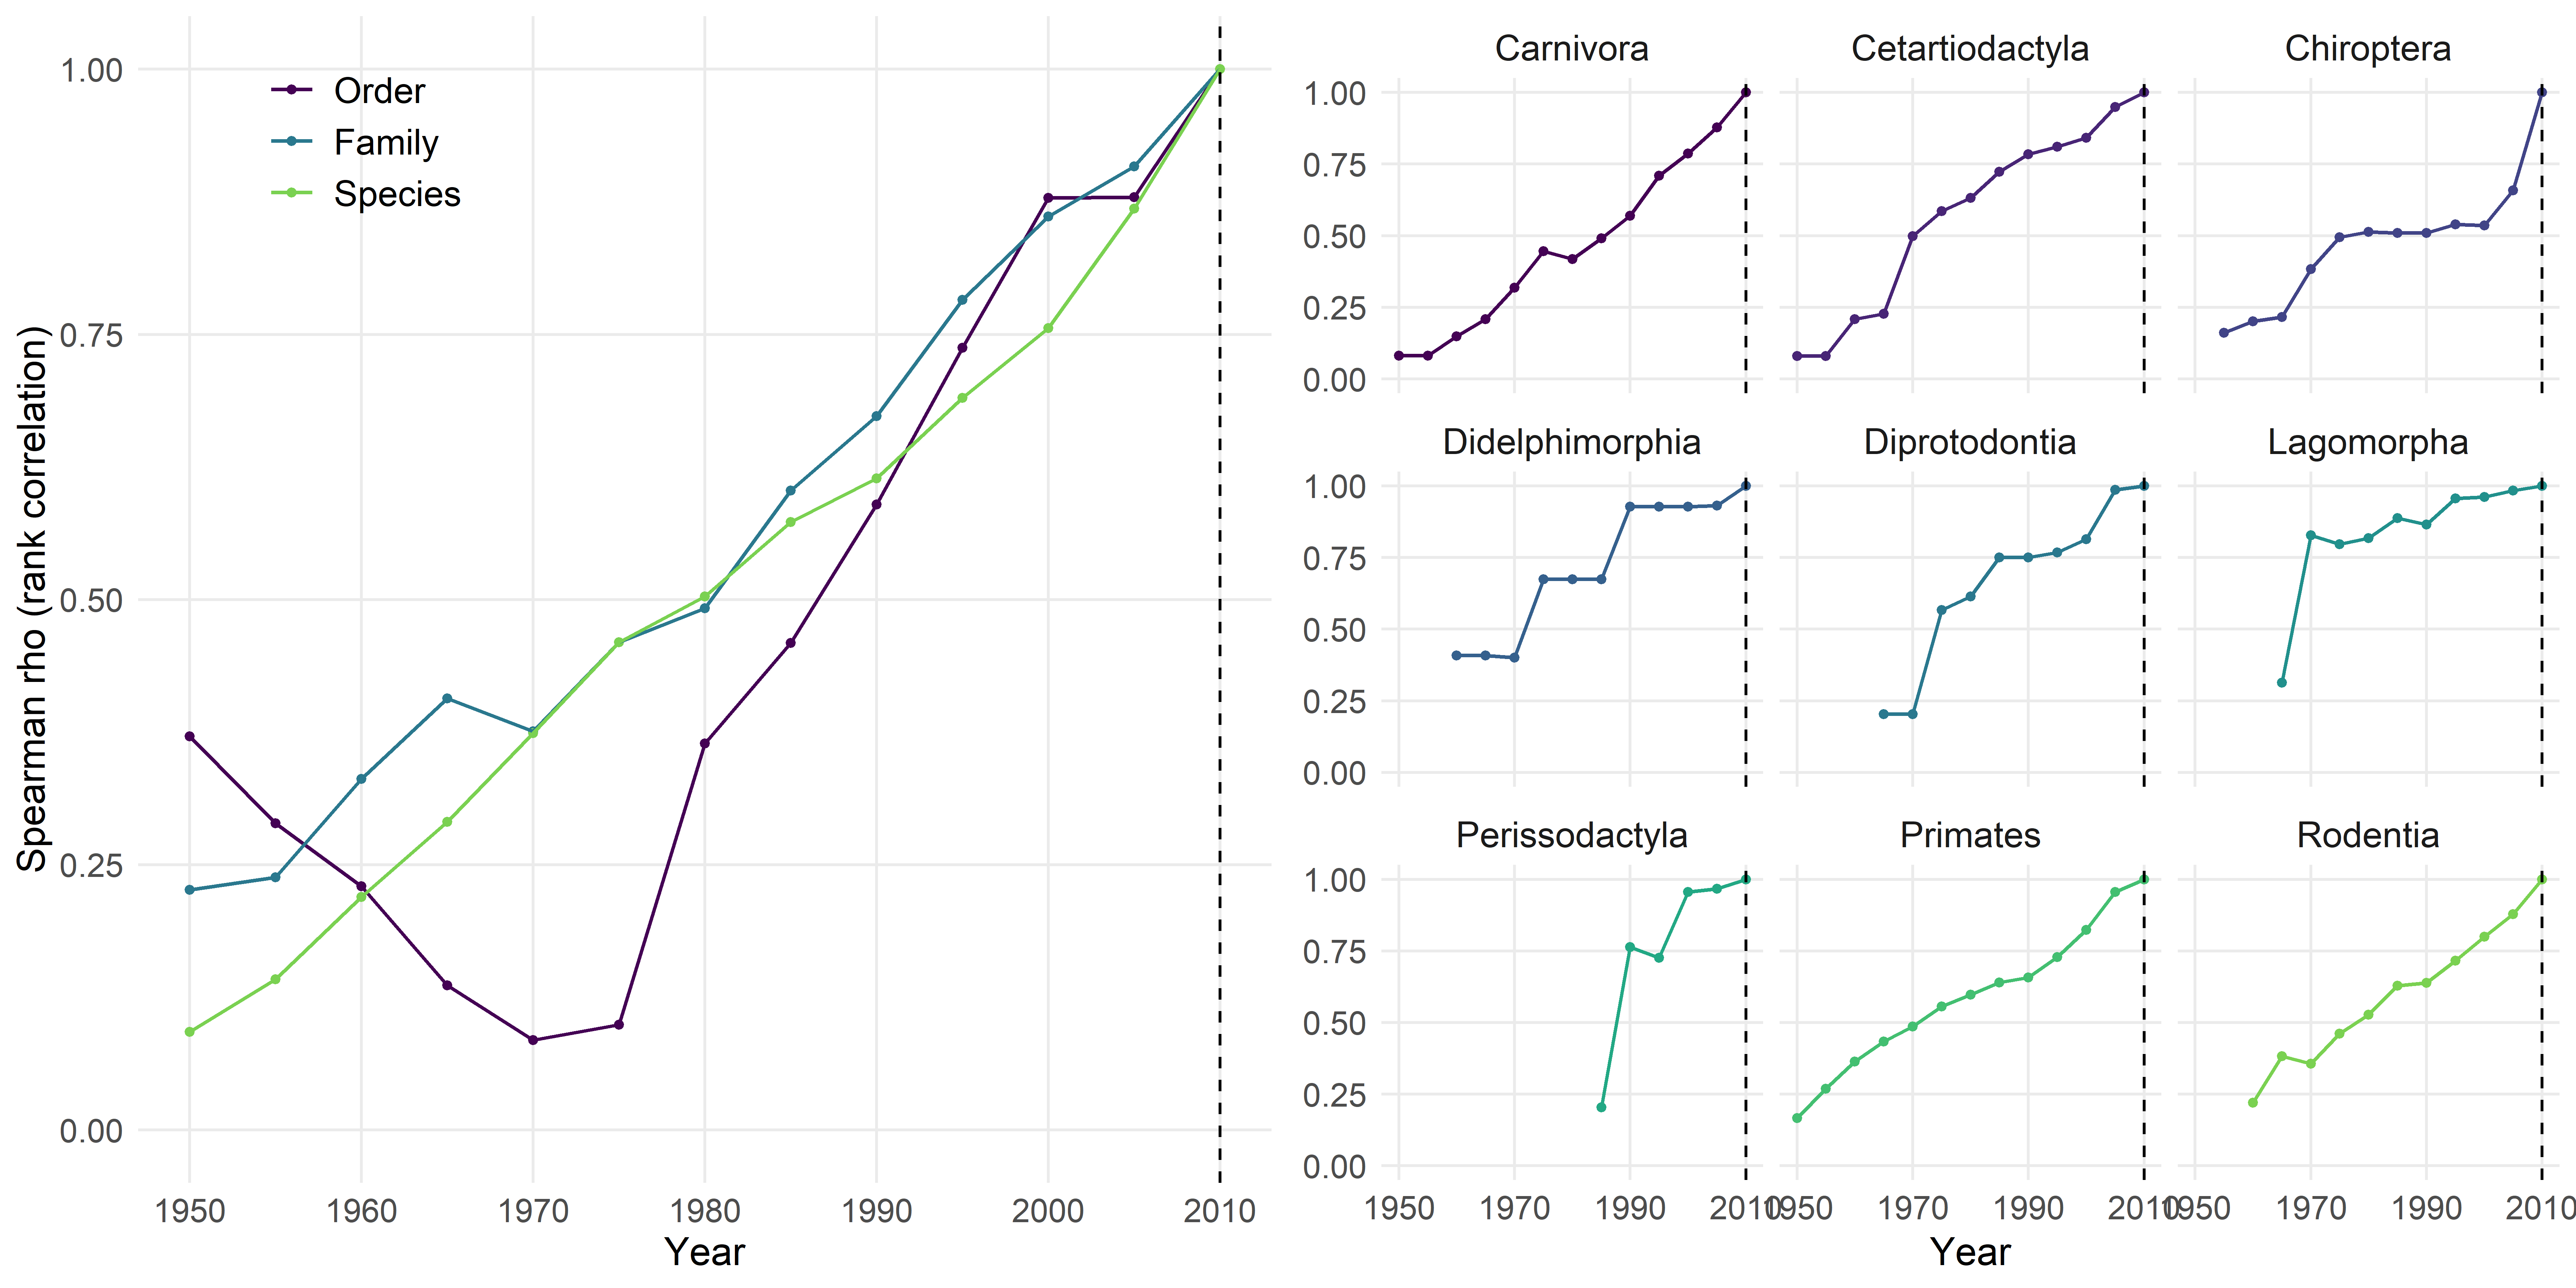 Spearman rho (rank correlation)
1.00
0.75
0.50
0.25
0.00
Order
Family
Species
1950 1960 1970 1980 1990 2000 2010
Year
Carnivora Cetartiodactyla Chiroptera
1.00
0.75
0.50
0.25
0.00
Didelphimorphia Diprotodontia Lagomorpha
1.00
0.75
0.50
0.25
0.00
Perissodactyla Primates Rodentia
1.00
0.75
0.50
0.25
0.00
1950 1970 1990 2010 1950 1970 1990 2010 1950 1970 1990 2010
Year